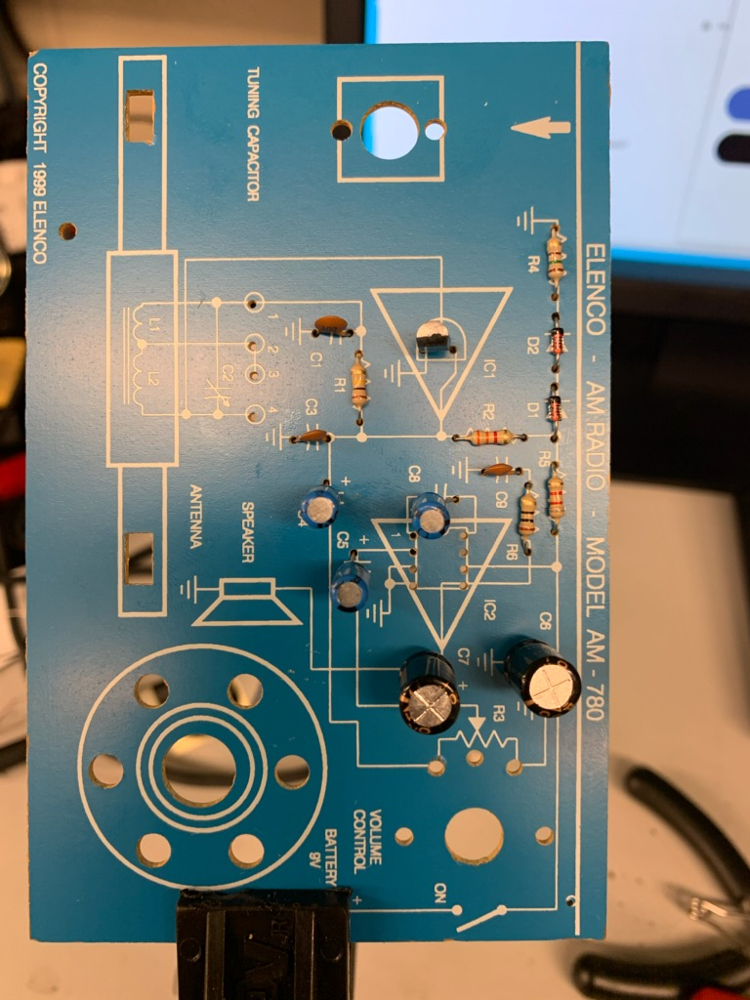 ELENCO - AM RADIO - MODEL AM - 780
R4
D2
D1
R5
TUNING CAPACITOR
COPYRIGHT 1999 ELENCO
L1
L2
C2
1
2
3
4
C1
R1
C3
IC1
R2
C9
R6
C8
+
C5
+
1
IC2
C6
C7
+
R3
ANTENNA
SPEAKER
VOLUME
CONTROL
BATTERY
9V
+
ON